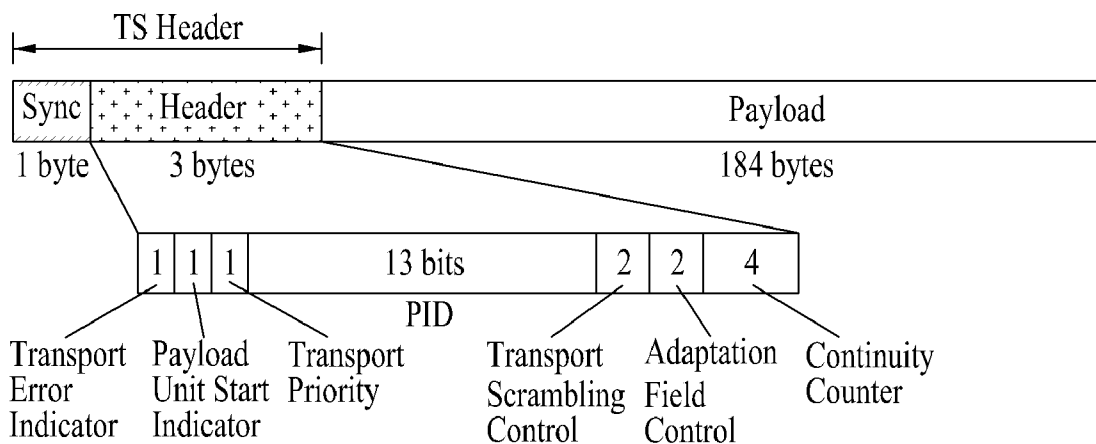 TS Header
Sync
Header
Payload
1 byte
3 bytes
184 bytes
1
1
1
13 bits
2
2
4
PID
Transport
Error
Indicator
Payload
Unit Start
Indicator
Transport
Priority
Transport
Scrambling
Control
Adaptation
Field
Control
Continuity
Counter